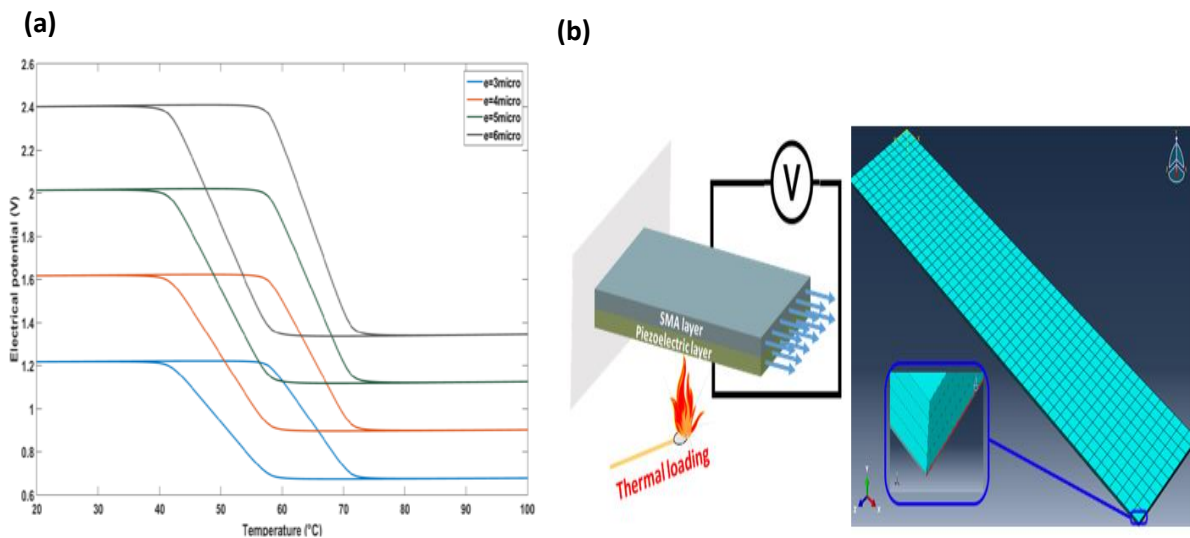 (a)
2.6
2.4
2.2
2
1.8
1.6
1.4
1.2
1
0.8
0.6
20
30
40
50
60
70
80
90
100
Electrical potential (V)
Temperature (°C)
e=3micro
e=4micro
e=5micro
e=6micro
(b)
V
SMA layer
Piezoelectric layer
Thermal loading